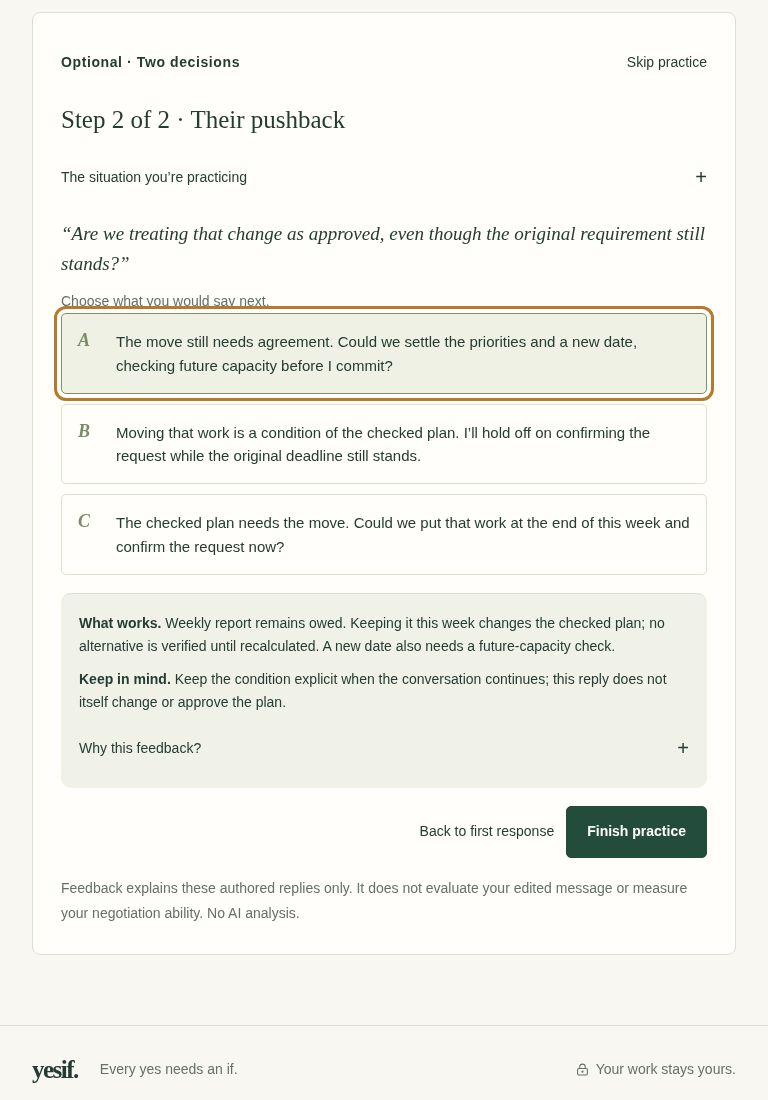 Optional · Two decisions
Skip practice
Step 2 of 2 · Their pushback
The situation you’re practicing
+
“Are we treating that change as approved, even though the original requirement still
stands?”
Choose what you would say next.
A
The move still needs agreement. Could we settle the priorities and a new date,
checking future capacity before I commit?
B
Moving that work is a condition of the checked plan. I’ll hold off on confirming the
request while the original deadline still stands.
C
The checked plan needs the move. Could we put that work at the end of this week and
confirm the request now?
What works. Weekly report remains owed. Keeping it this week changes the checked plan; no
alternative is verified until recalculated. A new date also needs a future-capacity check.
Keep in mind. Keep the condition explicit when the conversation continues; this reply does not
itself change or approve the plan.
Why this feedback?
+
Back to first response
Finish practice
Feedback explains these authored replies only. It does not evaluate your edited message or measure
your negotiation ability. No AI analysis.
yesif.
Every yes needs an if.
Your work stays yours.